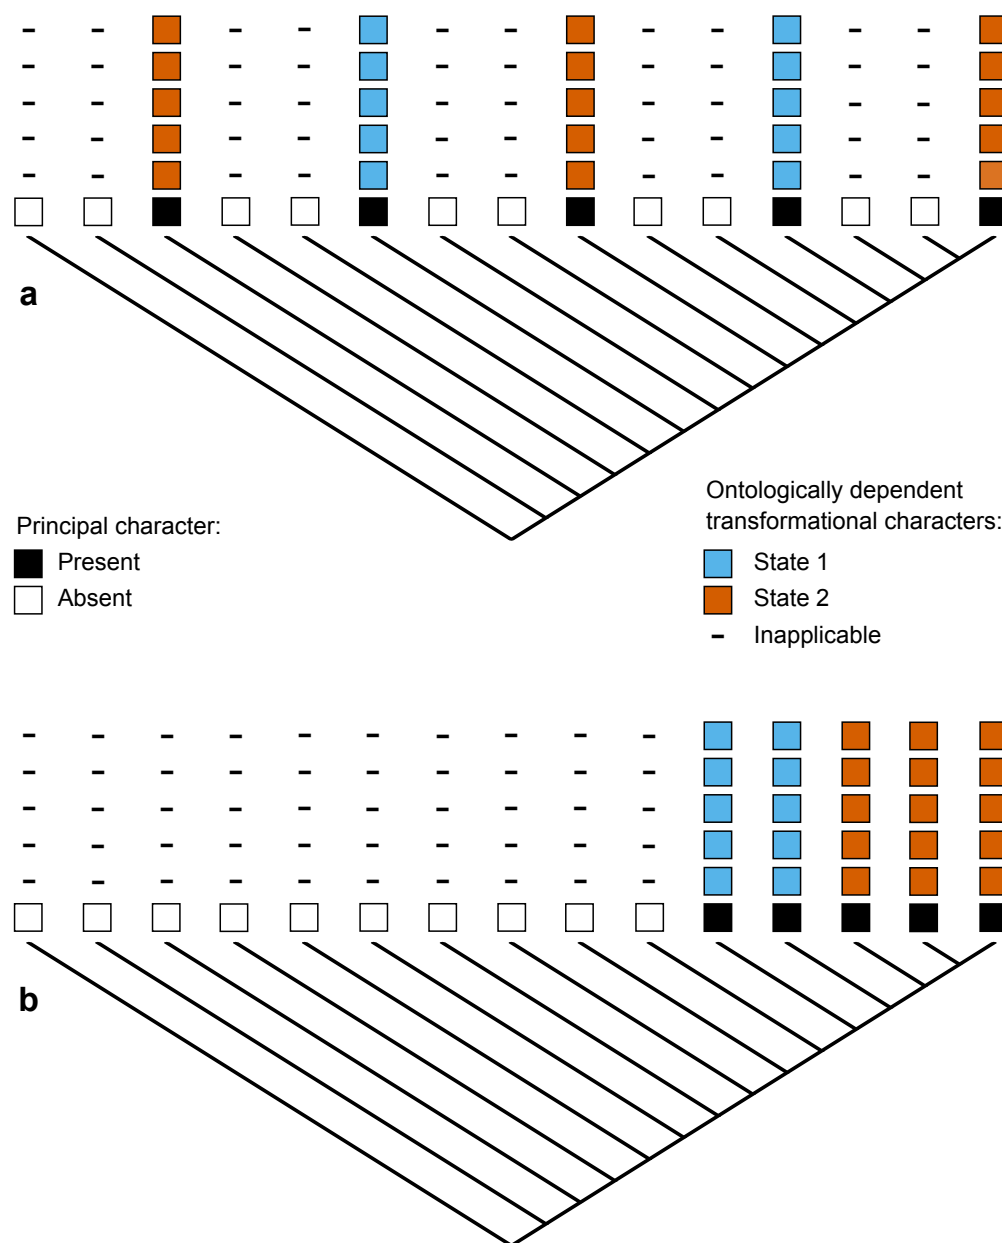 a
Principal character:
Present
Absent
Ontologically dependent
transformational characters:
State 1
State 2
- Inapplicable
b